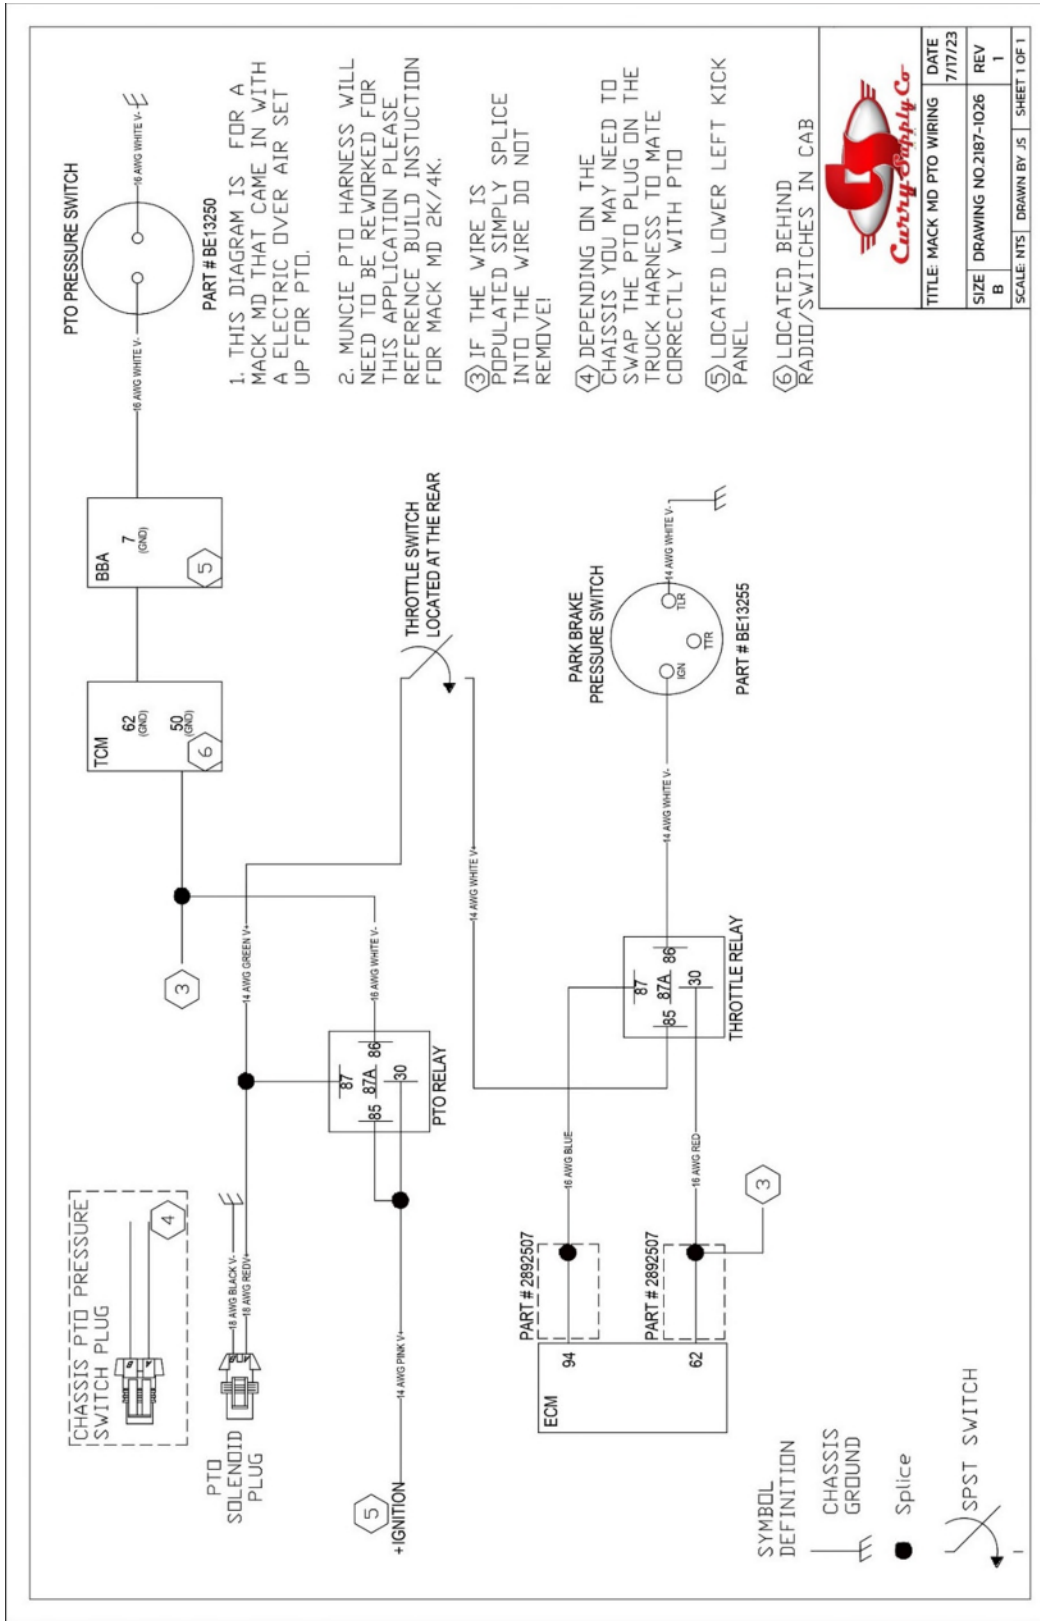 CHASSIS PTO PRESSURE
SWITCH PLUG
4
PTO
SOLENOID
PLUG
18 AWG BLACK V-
18 AWG REDV+
B
A
B
A
5
+IGNITION
14 AWG PINK V+
3
14 AWG GREEN V+
16 AWG WHITE V-
87
87A
85
86
30
PTO RELAY
TCM
62
(GND)
50
(GND)
6
BBA
7
(GND)
5
16 AWG WHITE V-
PTO PRESSURE SWITCH
16 AWG WHITE V-
PART # BE13250
THROTTLE SWITCH
LOCATED AT THE REAR
14 AWG WHITE V+
ECM
94
62
PART # 2892507
PART # 2892507
16 AWG BLUE
16 AWG RED
3
87
87A
85
86
30
THROTTLE RELAY
14 AWG WHITE V-
PARK BRAKE
PRESSURE SWITCH
IGN
TTR
TLR
14 AWG WHITE V-
PART # BE13255
SYMBOL
DEFINITION
CHASSIS
GROUND
Splice
SPST SWITCH
1. THIS DIAGRAM IS FOR A
MACK MD THAT CAME IN WITH
A ELECTRIC OVER AIR SET
UP FOR PTO.
2. MUNCIE PTO HARNESS WILL
NEED TO BE REWORKED FOR
THIS APPLICATION PLEASE
REFERENCE BUILD INSTUCTION
FOR MACK MD 2K/4K.
3 IF THE WIRE IS
POPULATED SIMPLY SPLICE
INTO THE WIRE DO NOT
REMOVE!
4 DEPENDING ON THE
CHAISSIS YOU MAY NEED TO
SWAP THE PTO PLUG ON THE
TRUCK HARNESS TO MATE
CORRECTLY WITH PTO
5 LOCATED LOWER LEFT KICK
PANEL
6 LOCATED BEHIND
RADIO/SWITCHES IN CAB
CS
Curry Supply Co
TITLE: MACK MD PTO WIRING
DATE
7/17/23
SIZE
B
DRAWING NO.2187-1026
REV
1
SCALE: NTS
DRAWN BY JS
SHEET 1 OF 1